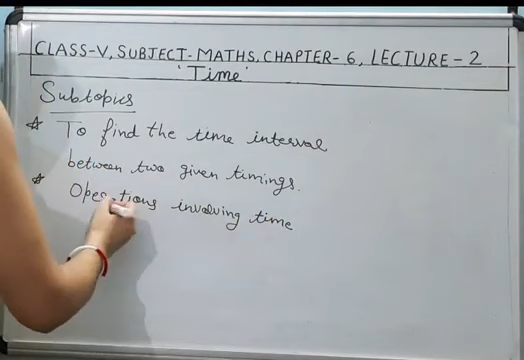 CLASS-V, SUBJECT-MATHS, CHAPTER-6, LECTURE-2
'Time'
Subtopics
☆ To find the time interval
between two given timings.
☆ Operations involving time